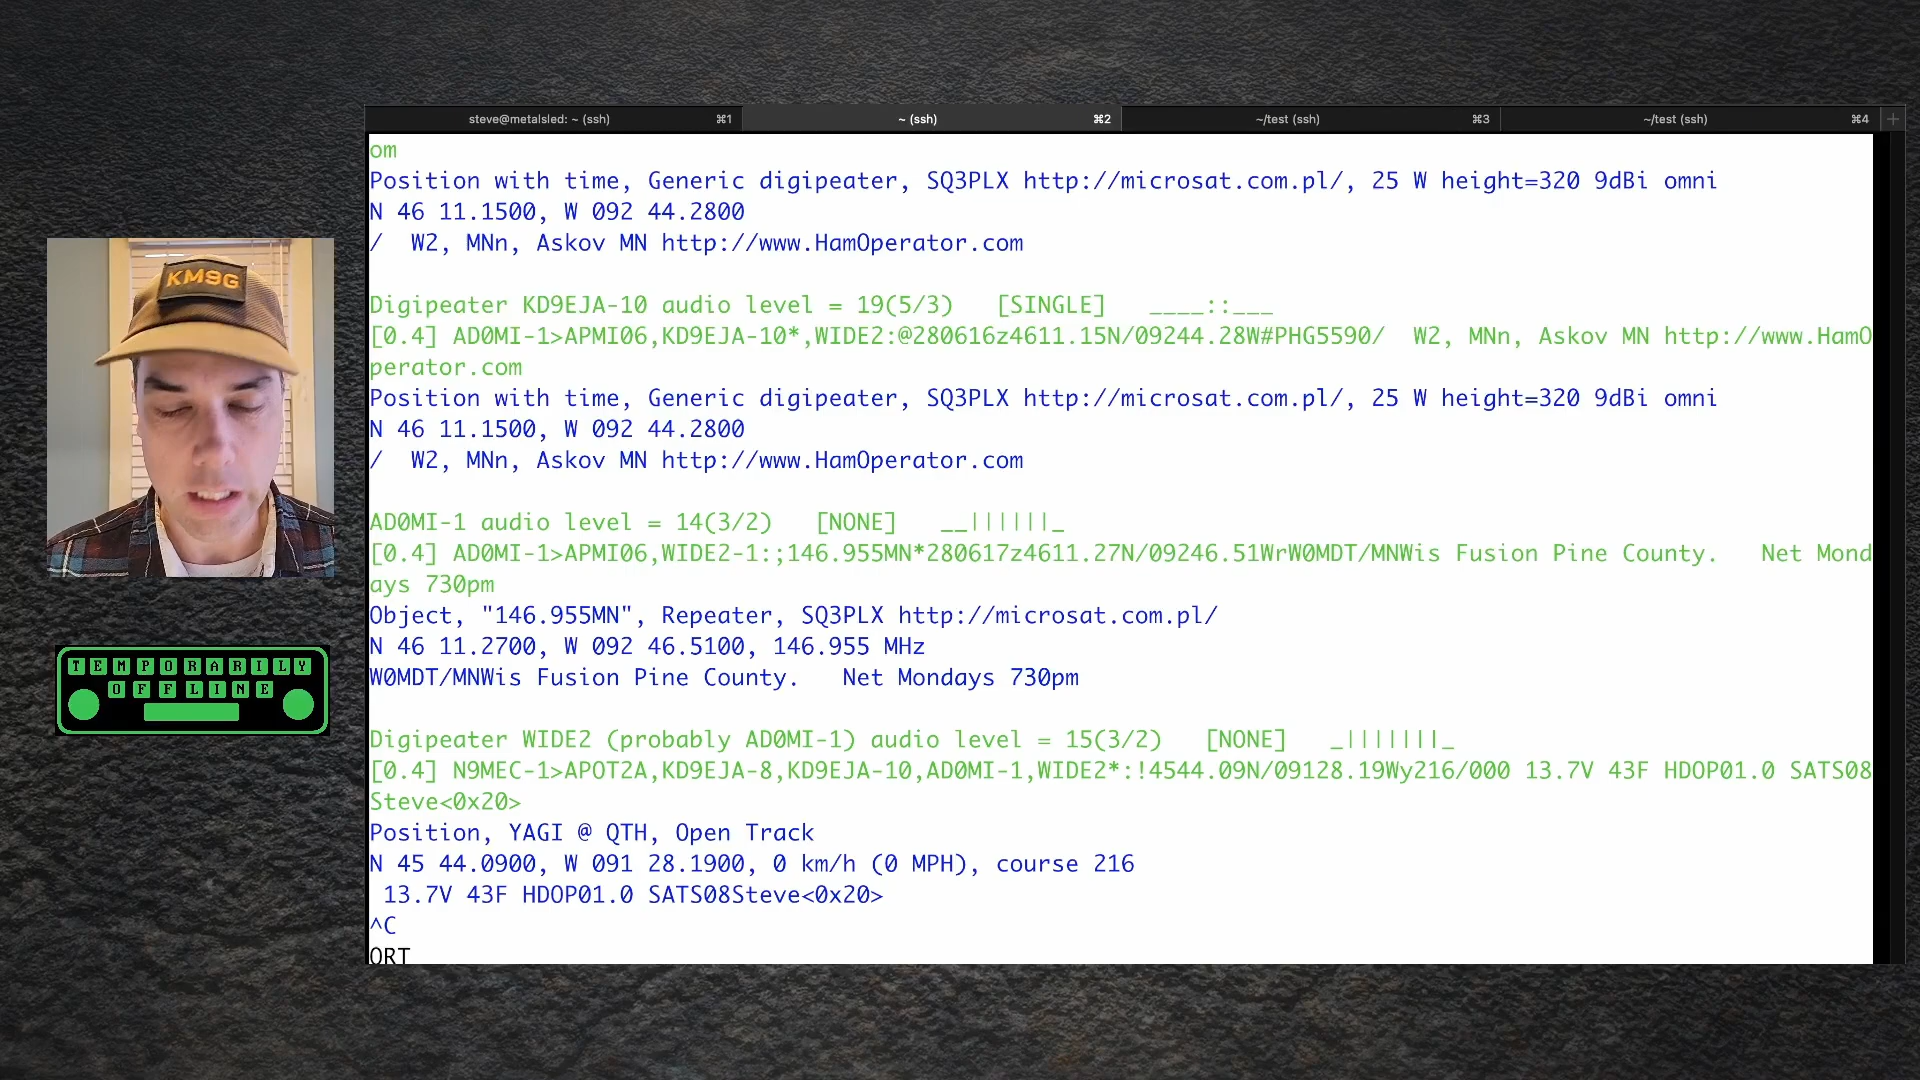 steve@metalsled: ~ (ssh) ⌘1 ~ (ssh) ⌘2 ~/test (ssh) ⌘3 ~/test (ssh) ⌘4 +
om
Position with time, Generic digipeater, SQ3PLX http://microsat.com.pl/, 25 W height=320 9dBi omni
N 46 11.1500, W 092 44.2800
/  W2, MNn, Askov MN http://www.HamOperator.com
Digipeater KD9EJA-10 audio level = 19(5/3)   [SINGLE]   ____::___
[0.4] AD0MI-1>APMI06,KD9EJA-10*,WIDE2:@280616z4611.15N/09244.28W#PHG5590/  W2, MNn, Askov MN http://www.HamO
perator.com
Position with time, Generic digipeater, SQ3PLX http://microsat.com.pl/, 25 W height=320 9dBi omni
N 46 11.1500, W 092 44.2800
/  W2, MNn, Askov MN http://www.HamOperator.com
AD0MI-1 audio level = 14(3/2)   [NONE]   __||||||_
[0.4] AD0MI-1>APMI06,WIDE2-1:;146.955MN*280617z4611.27N/09246.51WrW0MDT/MNWis Fusion Pine County.   Net Mond
ays 730pm
Object, "146.955MN", Repeater, SQ3PLX http://microsat.com.pl/
N 46 11.2700, W 092 46.5100, 146.955 MHz
W0MDT/MNWis Fusion Pine County.   Net Mondays 730pm
Digipeater WIDE2 (probably AD0MI-1) audio level = 15(3/2)   [NONE]   _|||||||_
[0.4] N9MEC-1>APOT2A,KD9EJA-8,KD9EJA-10,AD0MI-1,WIDE2*:!4544.09N/09128.19Wy216/000 13.7V 43F HDOP01.0 SATS08
Steve<0x20>
Position, YAGI @ QTH, Open Track
N 45 44.0900, W 091 28.1900, 0 km/h (0 MPH), course 216
 13.7V 43F HDOP01.0 SATS08Steve<0x20>
^C
QRT
KM9G
TEMPORARILY
OFFLINE